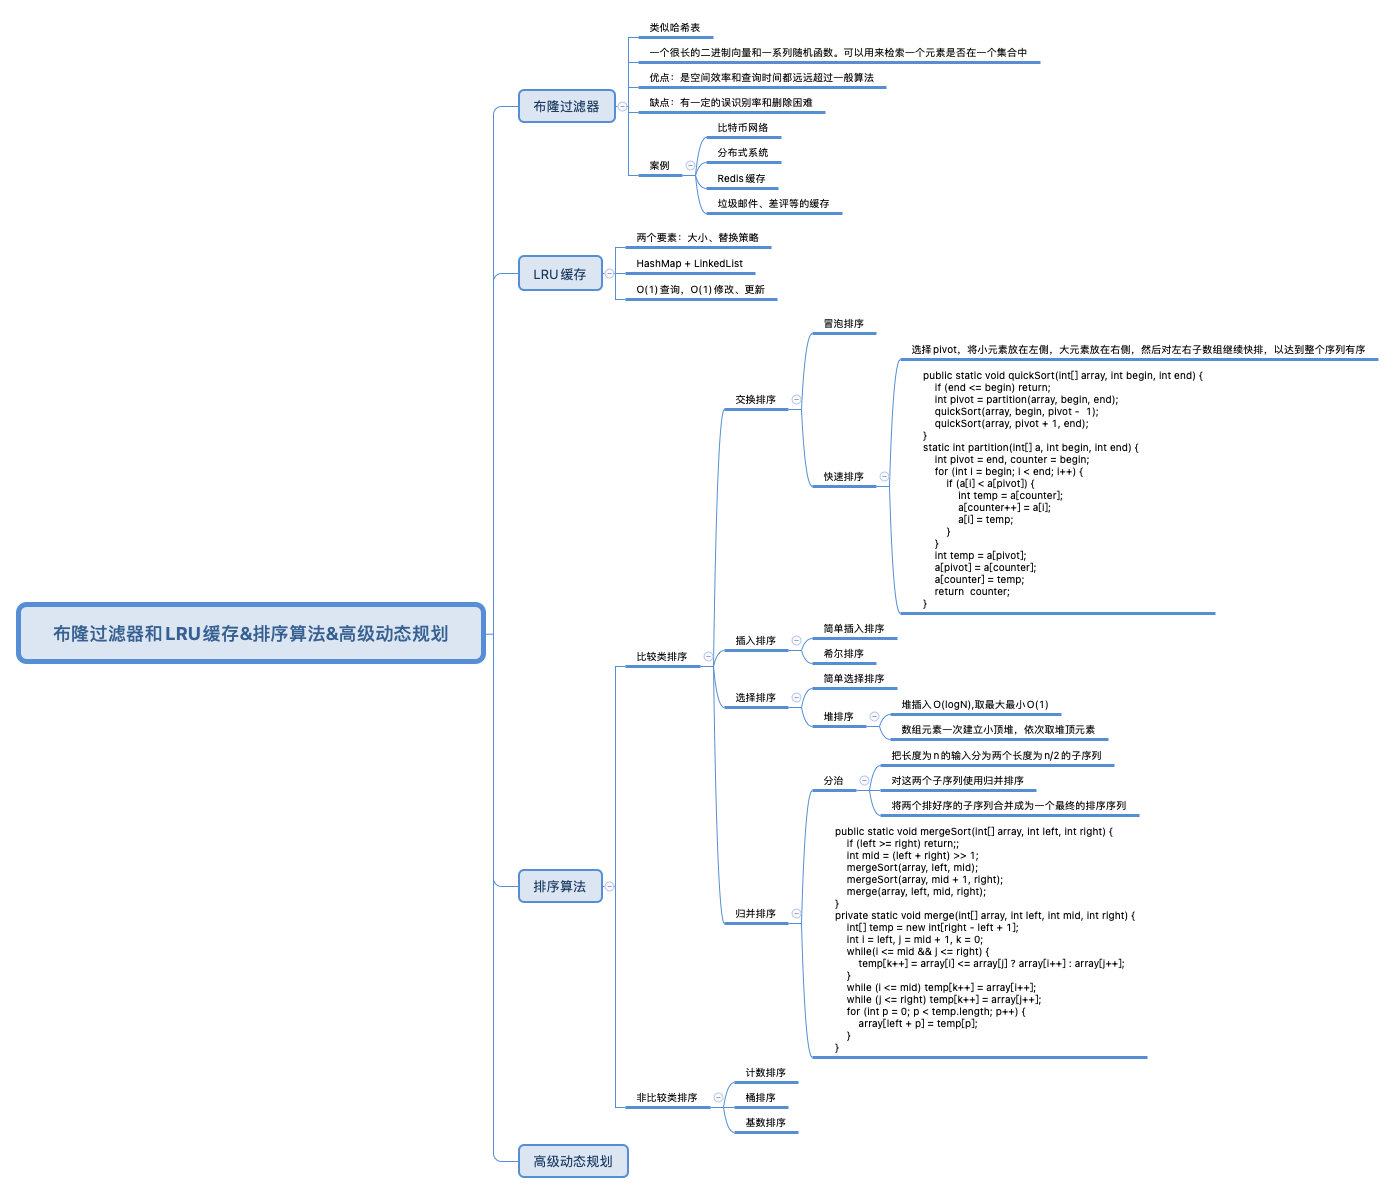 布隆过滤器和LRU缓存&排序算法&高级动态规划
布隆过滤器
类似哈希表
一个很长的二进制向量和一系列随机函数。可以用来检索一个元素是否在一个集合中
优点：是空间效率和查询时间都远远超过一般算法
缺点：有一定的误识别率和删除困难
案例
比特币网络
分布式系统
Redis缓存
垃圾邮件、差评等的缓存
LRU缓存
两个要素：大小、替换策略
HashMap + LinkedList
O(1)查询，O(1)修改、更新
排序算法
比较类排序
交换排序
冒泡排序
快速排序
选择pivot，将小元素放在左侧，大元素放在右侧，然后对左右子数组继续快排，以达到整个序列有序
public static void quickSort(int[] array, int begin, int end) {
    if (end <= begin) return;
    int pivot = partition(array, begin, end);
    quickSort(array, begin, pivot -  1);
    quickSort(array, pivot + 1, end);
}
static int partition(int[] a, int begin, int end) {
    int pivot = end, counter = begin;
    for (int i = begin; i < end; i++) {
        if (a[i] < a[pivot]) {
            int temp = a[counter];
            a[counter++] = a[i];
            a[i] = temp;
        }
    }
    int temp = a[pivot];
    a[pivot] = a[counter];
    a[counter] = temp;
    return  counter;
}
插入排序
简单插入排序
希尔排序
选择排序
简单选择排序
堆排序
堆插入O(logN),取最大最小O(1)
数组元素一次建立小顶堆，依次取堆顶元素
归并排序
分治
把长度为n的输入分为两个长度为n/2的子序列
对这两个子序列使用归并排序
将两个排好序的子序列合并成为一个最终的排序序列
public static void mergeSort(int[] array, int left, int right) {
    if (left >= right) return;;
    int mid = (left + right) >> 1;
    mergeSort(array, left, mid);
    mergeSort(array, mid + 1, right);
    merge(array, left, mid, right);
}
private static void merge(int[] array, int left, int mid, int right) {
    int[] temp = new int[right - left + 1];
    int i = left, j = mid + 1, k = 0;
    while(i <= mid && j <= right) {
        temp[k++] = array[i] <= array[j] ? array[i++] : array[j++];
    }
    while (i <= mid) temp[k++] = array[i++];
    while (j <= right) temp[k++] = array[j++];
    for (int p = 0; p < temp.length; p++) {
        array[left + p] = temp[p];
    }
}
非比较类排序
计数排序
桶排序
基数排序
高级动态规划